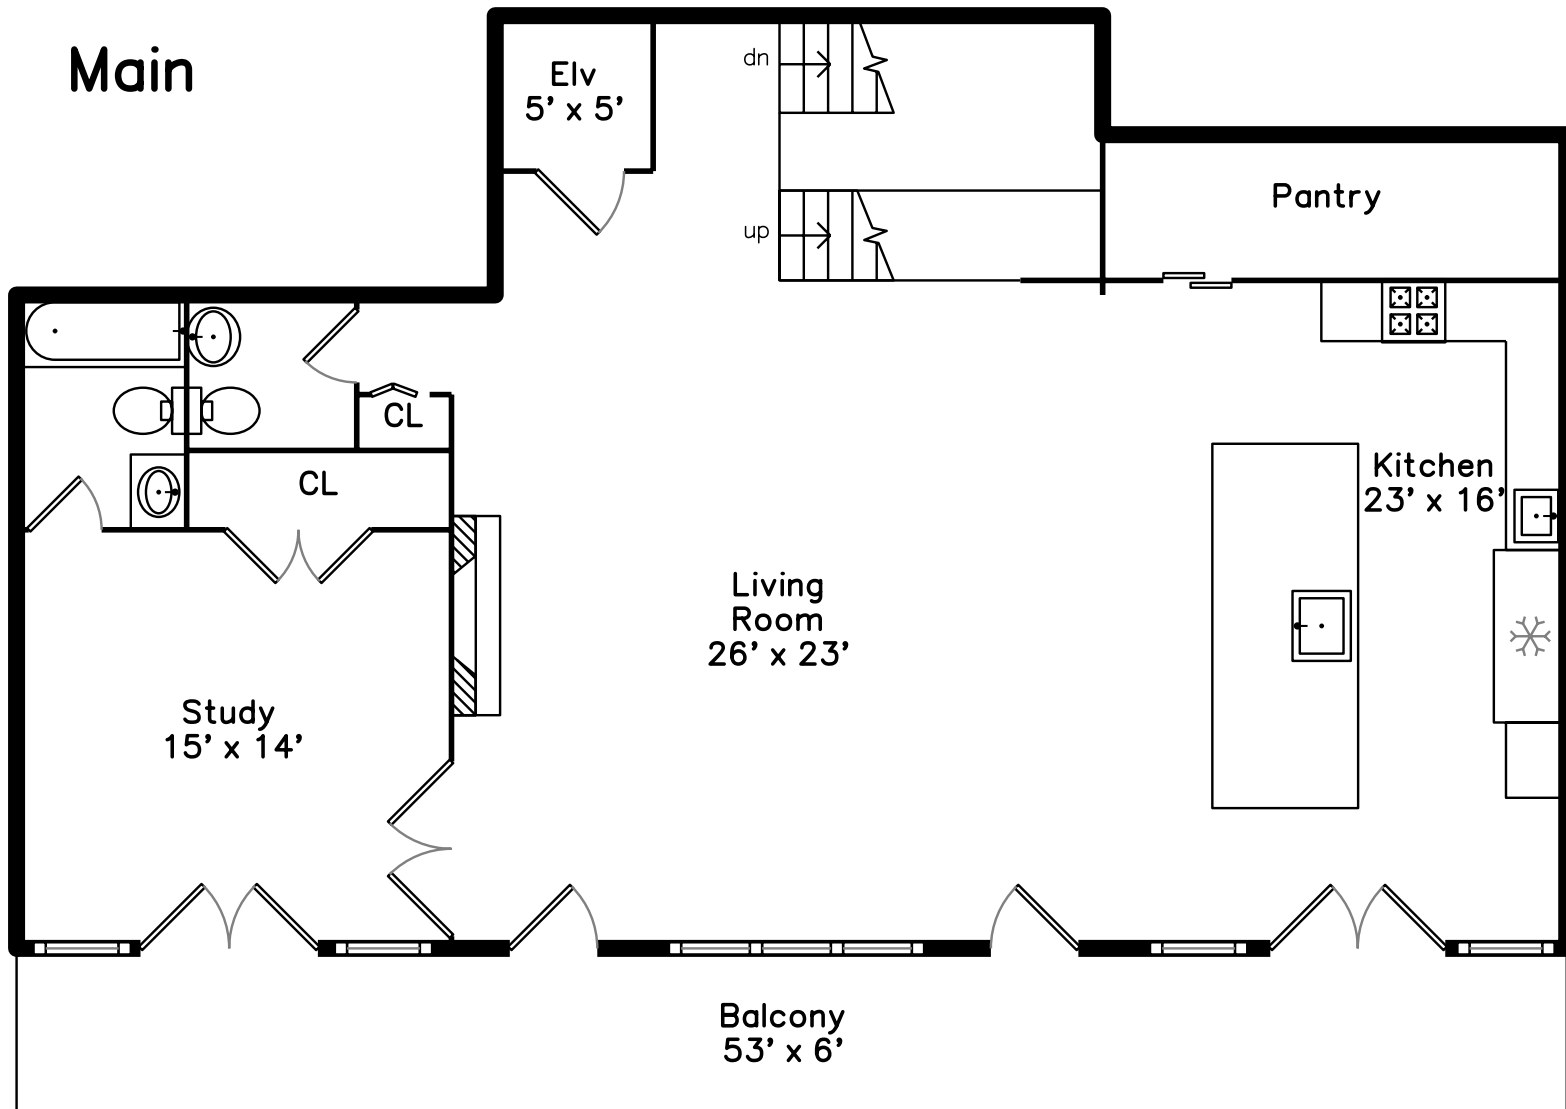 Main
Elv
5' x 5'
dn
up
Pantry
CL
CL
Kitchen
23' x 16'
Living
Room
26' x 23'
Study
15' x 14'
Balcony
53' x 6'